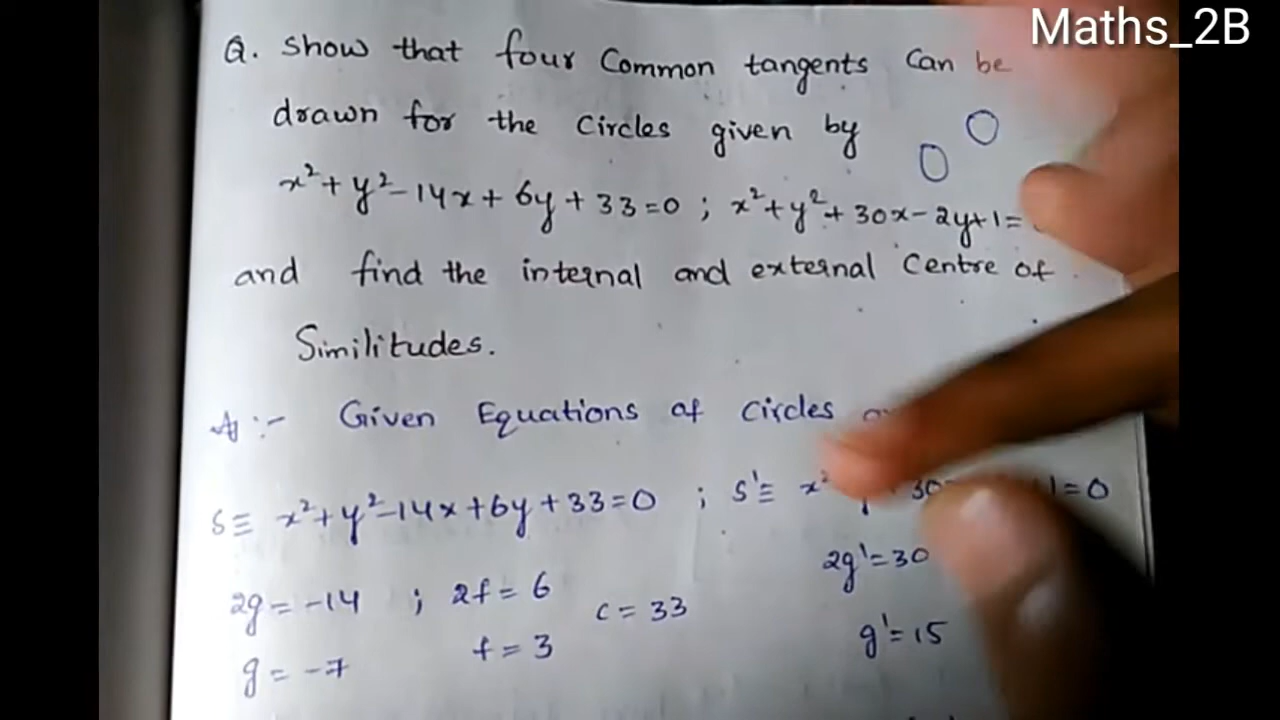 Maths_2B
Q. Show that four Common tangents Can be
drawn for the Circles given by
x²+y²-14x+6y+33=0 ; x²+y²+30x-2y+1=
and find the internal and external Centre of
Similitudes.
A :- Given Equations of Circles
S≡ x²+y²-14x+6y+33=0 ; S'≡ x² 30 1=0
2g=-14 ; 2f=6 c=33 2g'=30
g=-7 f=3 g'=15